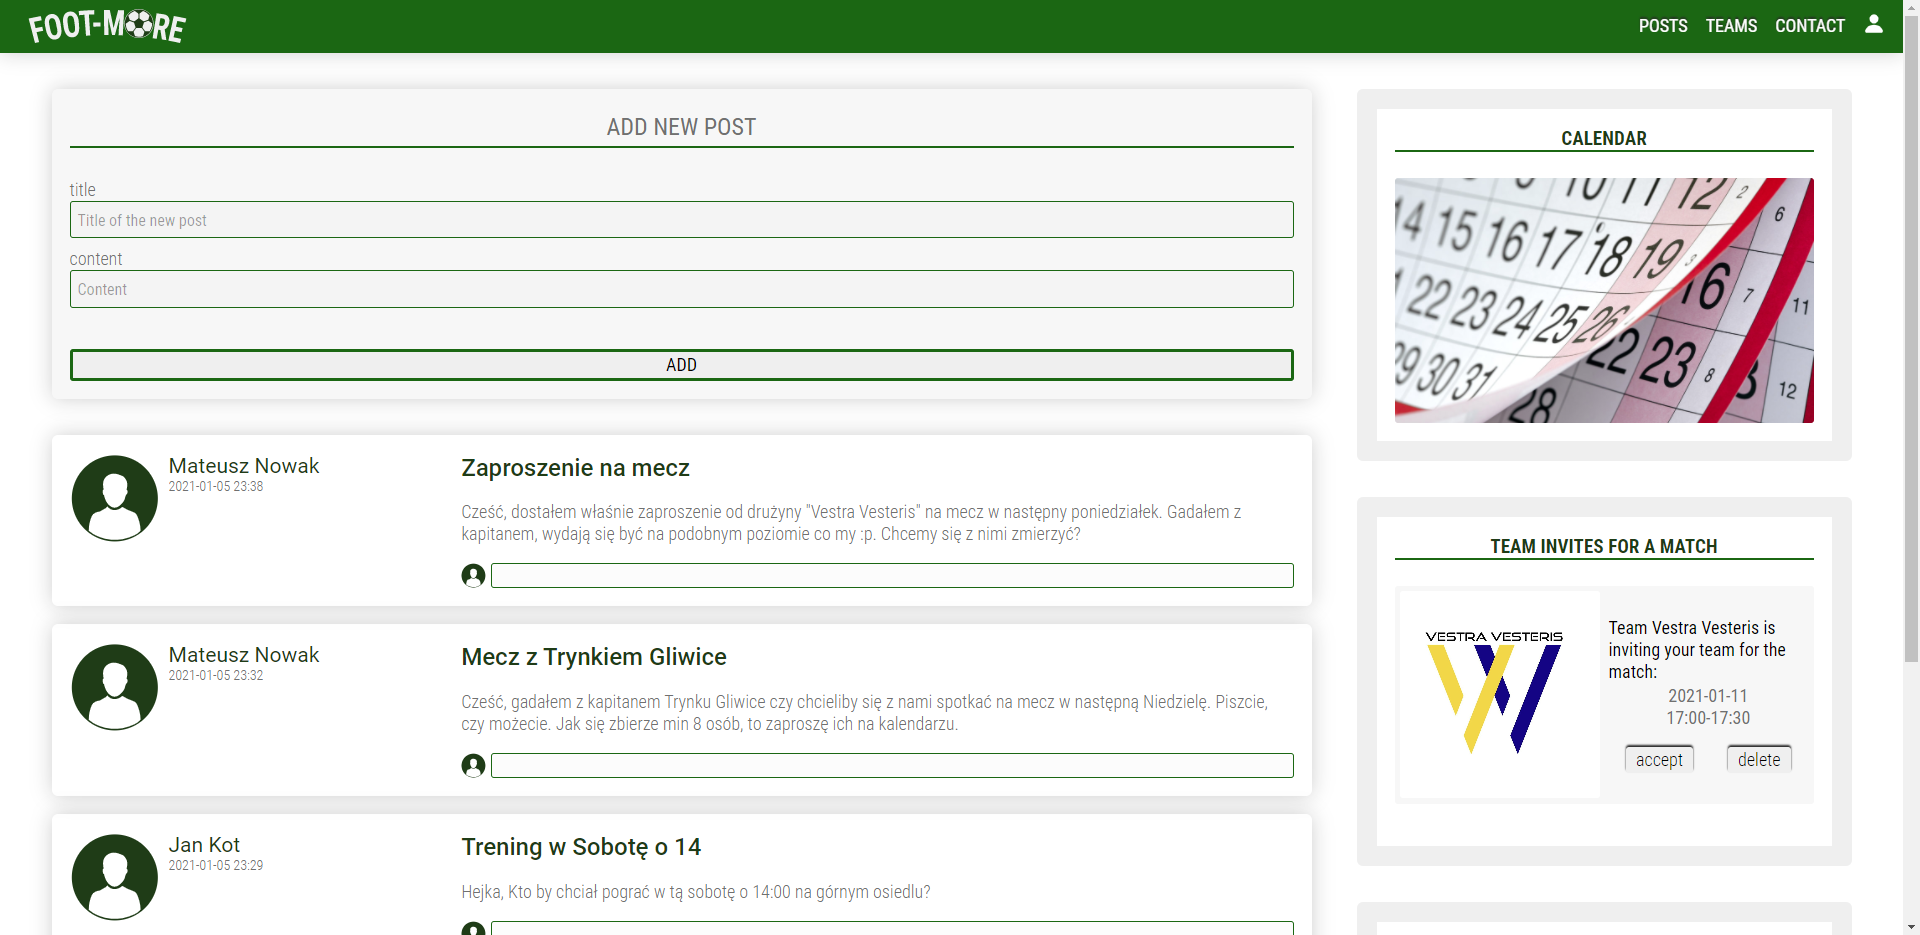 FOOT-MORE
POSTS TEAMS CONTACT
ADD NEW POST
title
Title of the new post
content
Content
ADD
Mateusz Nowak
2021-01-05 23:38
Zaproszenie na mecz
Cześć, dostałem właśnie zaproszenie od drużyny "Vestra Vesteris" na mecz w następny poniedziałek. Gadałem z
kapitanem, wydają się być na podobnym poziomie co my :p. Chcemy się z nimi zmierzyć?
Mateusz Nowak
2021-01-05 23:32
Mecz z Trynkiem Gliwice
Cześć, gadałem z kapitanem Trynku Gliwice czy chcieliby się z nami spotkać na mecz w następną Niedzielę. Piszcie,
czy możecie. Jak się zbierze min 8 osób, to zaproszę ich na kalendarzu.
Jan Kot
2021-01-05 23:29
Trening w Sobotę o 14
Hejka, Kto by chciał pograć w tą sobotę o 14:00 na górnym osiedlu?
CALENDAR
10 11 12 2 6
14 15 16 17 18 19 3 16 7 11
22 23 24 25 26 22 23 8 12
29 30 31 28
TEAM INVITES FOR A MATCH
VESTRA VESTERIS
Team Vestra Vesteris is
inviting your team for the
match:
2021-01-11
17:00-17:30
accept delete